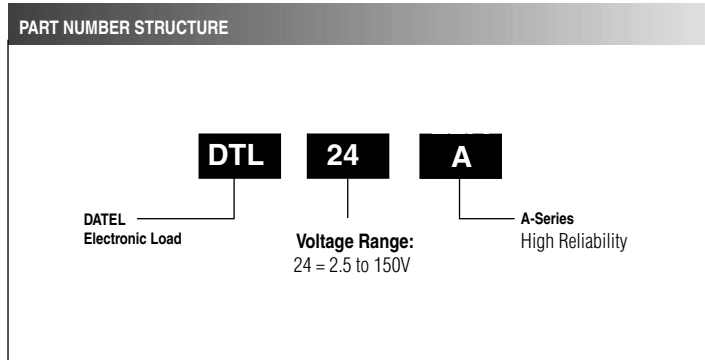 PART NUMBER STRUCTURE
DTL 24 A
DATEL
Electronic Load
Voltage Range:
24 = 2.5 to 150V
A-Series
High Reliability